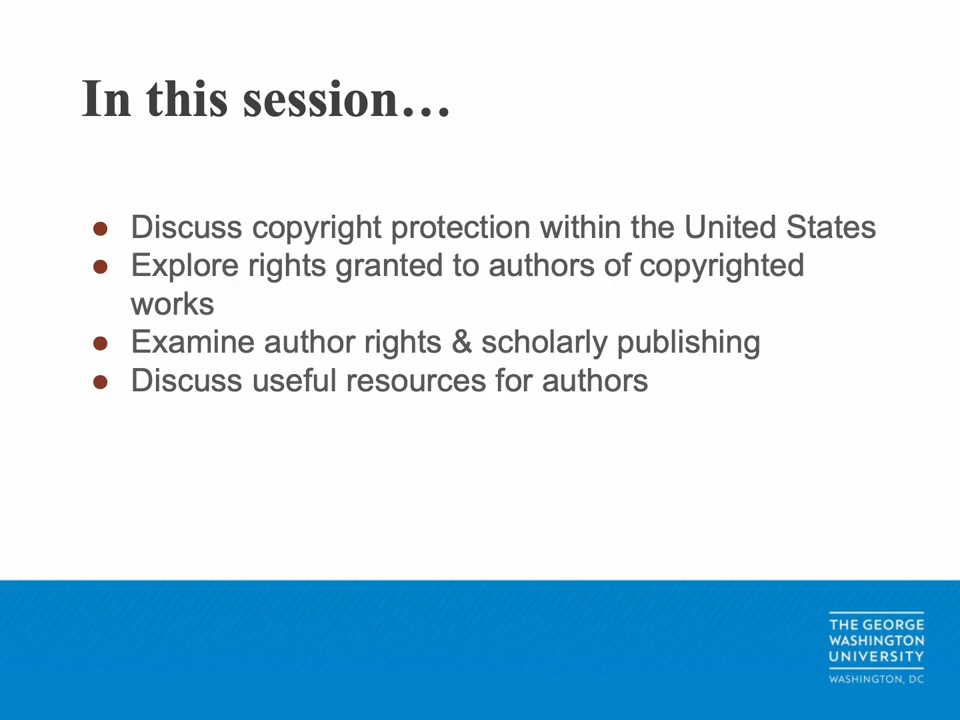 In this session…
● Discuss copyright protection within the United States
● Explore rights granted to authors of copyrighted
works
● Examine author rights & scholarly publishing
● Discuss useful resources for authors
THE GEORGE
WASHINGTON
UNIVERSITY
WASHINGTON, DC